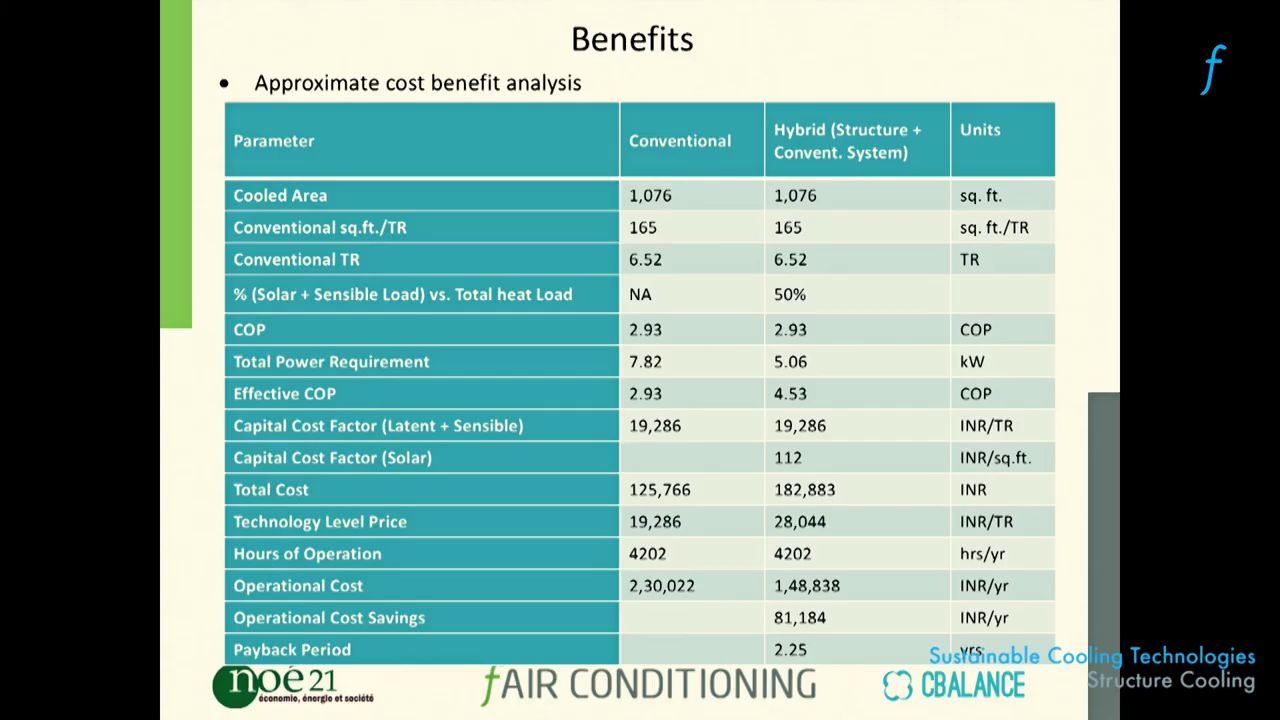 Benefits
f
• Approximate cost benefit analysis
Parameter Conventional Hybrid (Structure + Convent. System) Units
Cooled Area 1,076 1,076 sq. ft.
Conventional sq.ft./TR 165 165 sq. ft./TR
Conventional TR 6.52 6.52 TR
% (Solar + Sensible Load) vs. Total heat Load NA 50%
COP 2.93 2.93 COP
Total Power Requirement 7.82 5.06 kW
Effective COP 2.93 4.53 COP
Capital Cost Factor (Latent + Sensible) 19,286 19,286 INR/TR
Capital Cost Factor (Solar) 112 INR/sq.ft.
Total Cost 125,766 182,883 INR
Technology Level Price 19,286 28,044 INR/TR
Hours of Operation 4202 4202 hrs/yr
Operational Cost 2,30,022 1,48,838 INR/yr
Operational Cost Savings 81,184 INR/yr
Payback Period 2.25 yrs
Sustainable Cooling Technologies
Structure Cooling
noé21
économie, énergie et société
fAIR CONDITIONING
CBALANCE